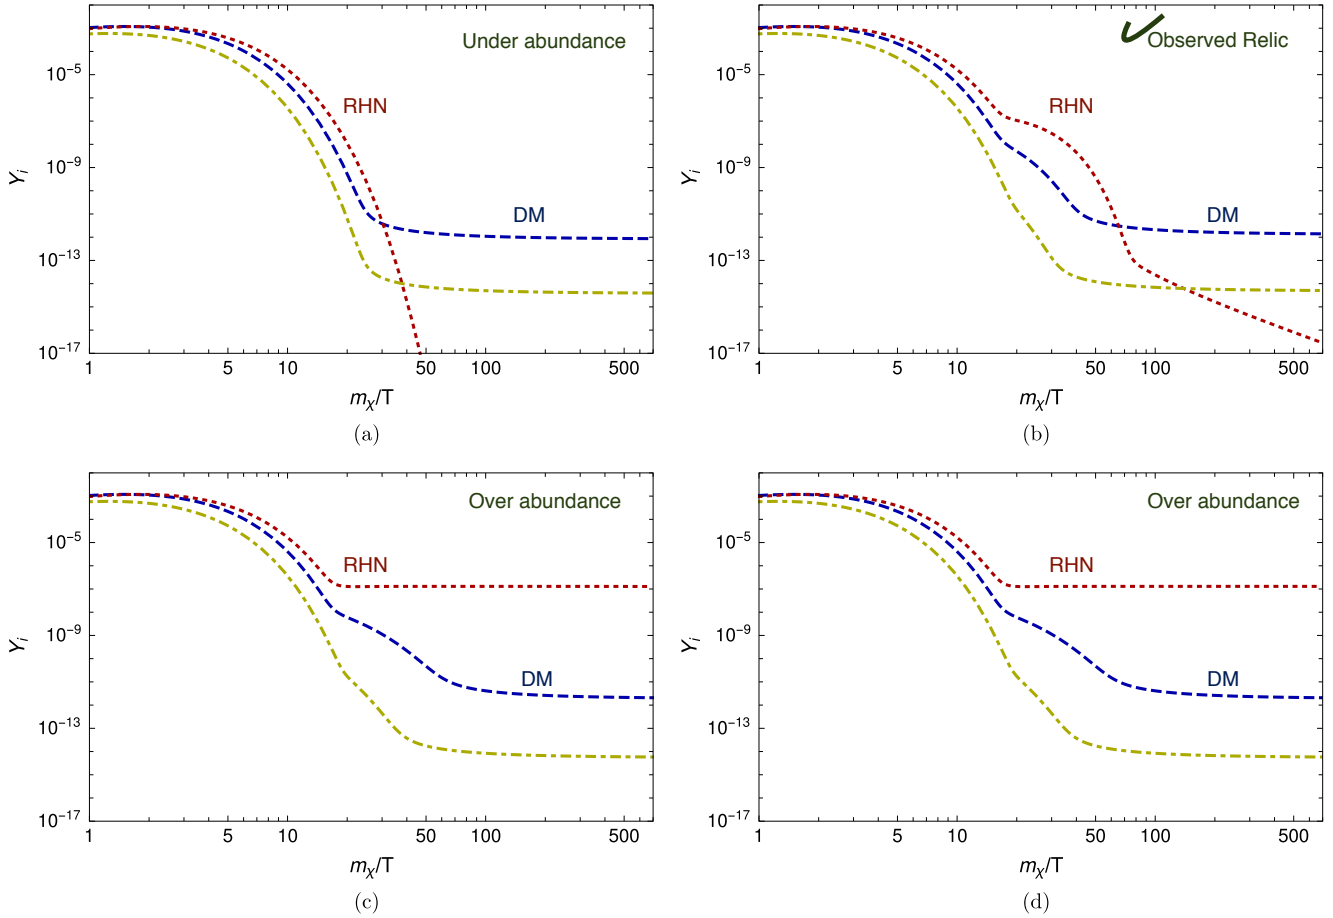 Under abundance
RHN
DM
Y_i
10^-5
10^-9
10^-13
10^-17
1 5 10 50 100 500
m_χ/T
(a)
Observed Relic
RHN
DM
Y_i
10^-5
10^-9
10^-13
10^-17
1 5 10 50 100 500
m_χ/T
(b)
Over abundance
RHN
DM
Y_i
10^-5
10^-9
10^-13
10^-17
1 5 10 50 100 500
m_χ/T
(c)
Over abundance
RHN
DM
Y_i
10^-5
10^-9
10^-13
10^-17
1 5 10 50 100 500
m_χ/T
(d)